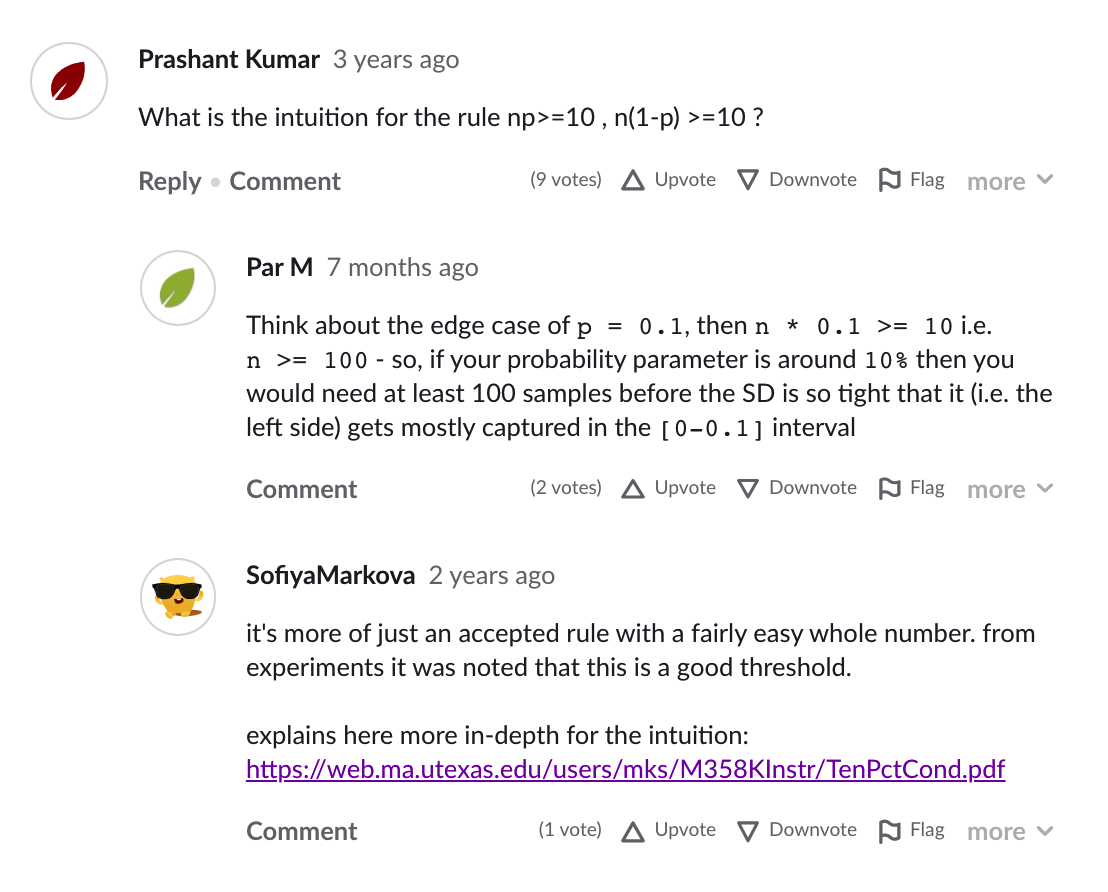 Prashant Kumar 3 years ago
What is the intuition for the rule np>=10 , n(1-p) >=10 ?
Reply • Comment (9 votes) Upvote Downvote Flag more
Par M 7 months ago
Think about the edge case of p = 0.1, then n * 0.1 >= 10 i.e.
n >= 100 - so, if your probability parameter is around 10% then you
would need at least 100 samples before the SD is so tight that it (i.e. the
left side) gets mostly captured in the [0-0.1] interval
Comment (2 votes) Upvote Downvote Flag more
SofiyaMarkova 2 years ago
it's more of just an accepted rule with a fairly easy whole number. from
experiments it was noted that this is a good threshold.
explains here more in-depth for the intuition:
https://web.ma.utexas.edu/users/mks/M358KInstr/TenPctCond.pdf
Comment (1 vote) Upvote Downvote Flag more